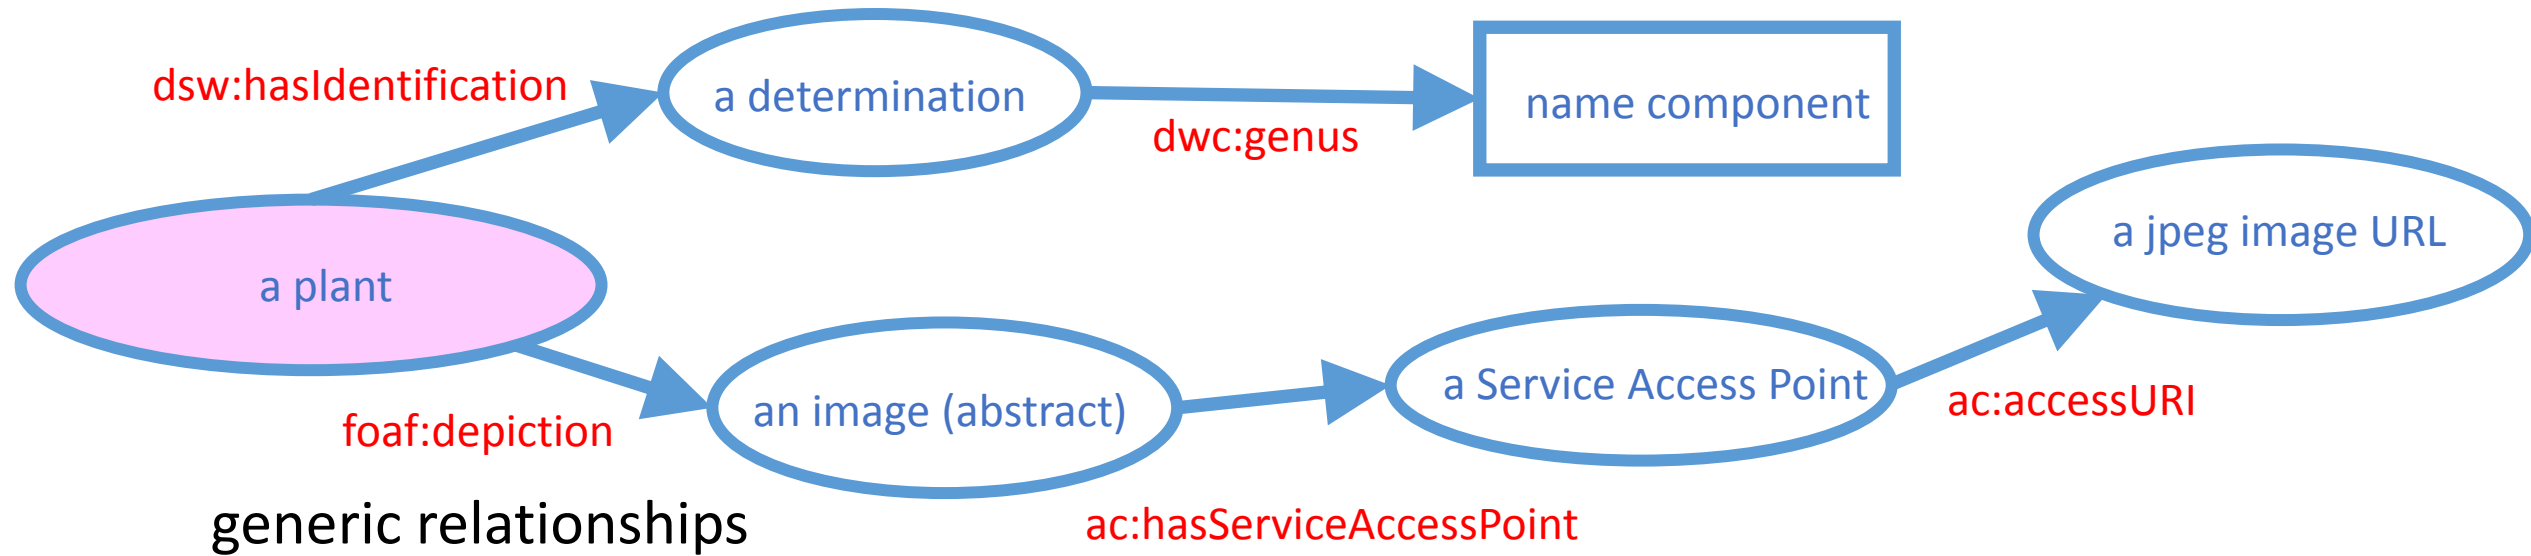 dsw:hasIdentification
a determination
dwc:genus
name component
a plant
a jpeg image URL
foaf:depiction
an image (abstract)
a Service Access Point
ac:accessURI
ac:hasServiceAccessPoint
generic relationships